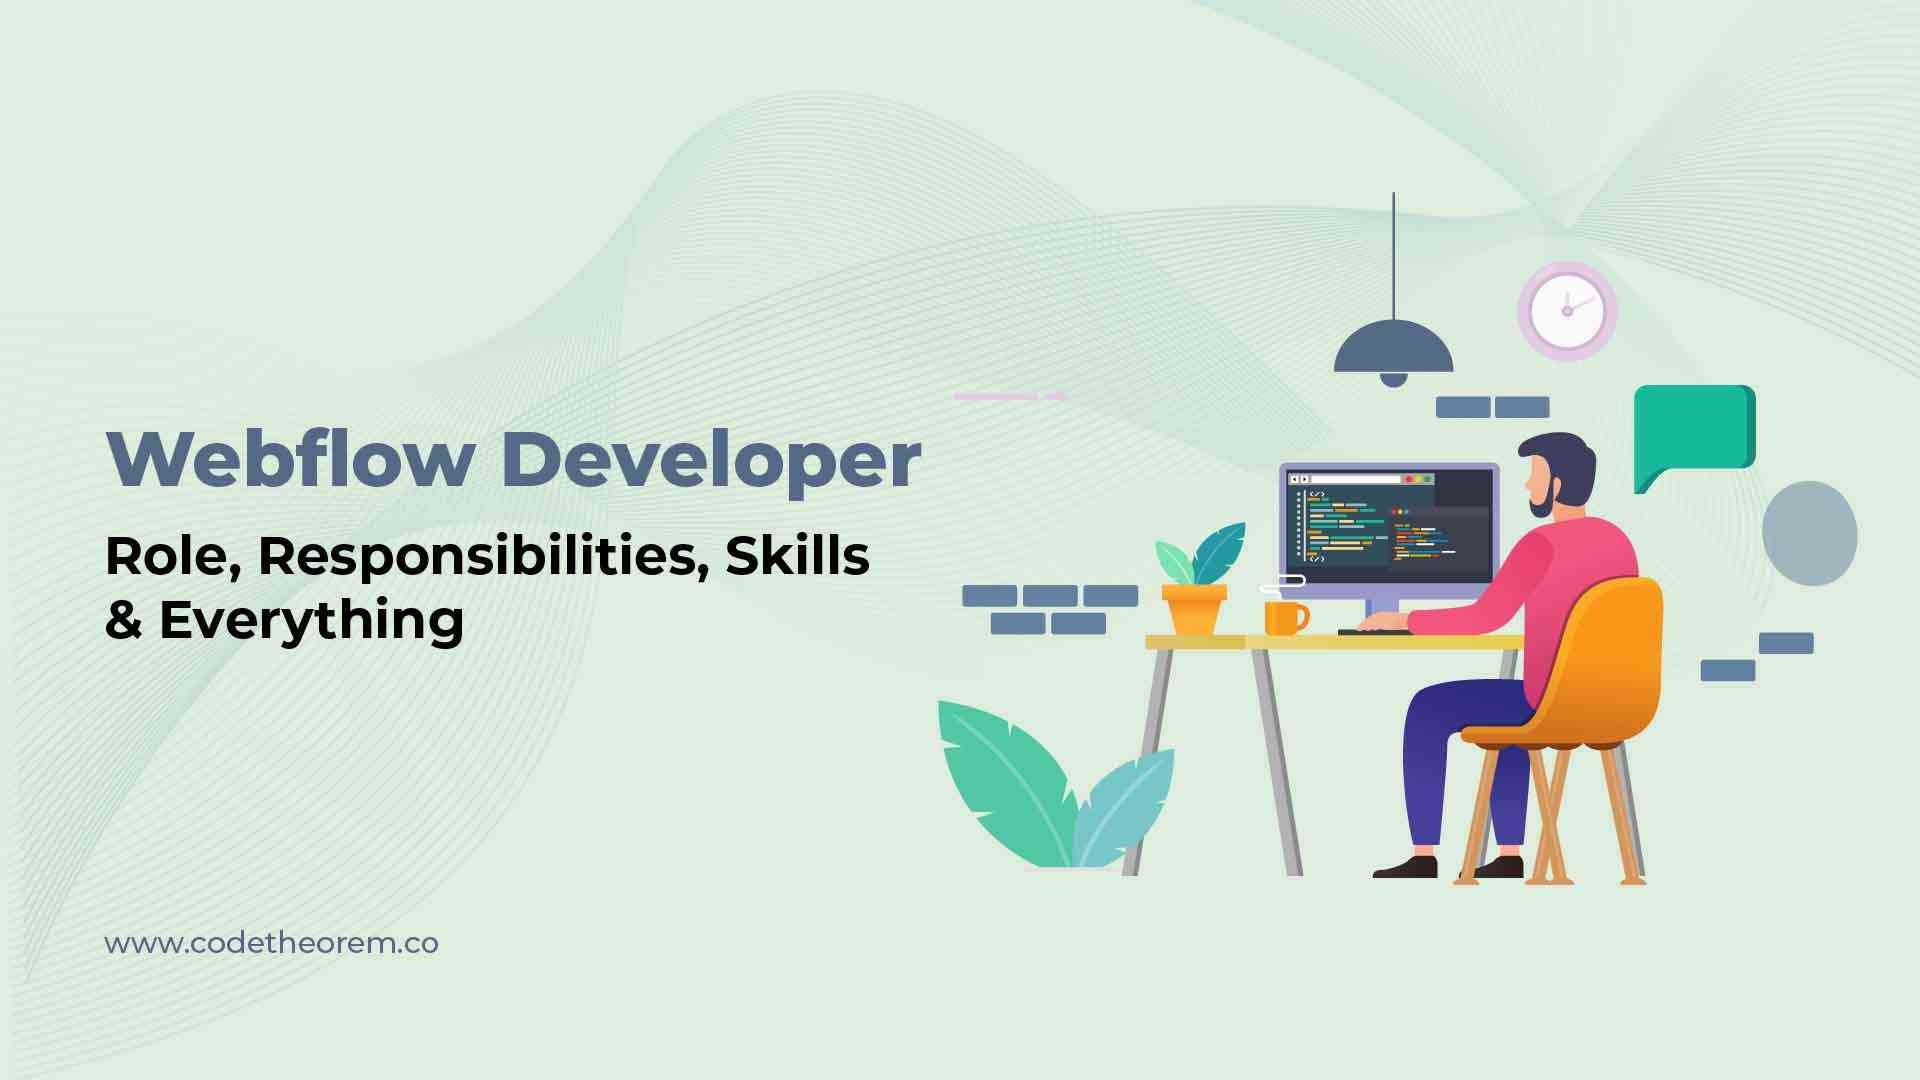 Webflow Developer
Role, Responsibilities, Skills
& Everything
www.codetheorem.co